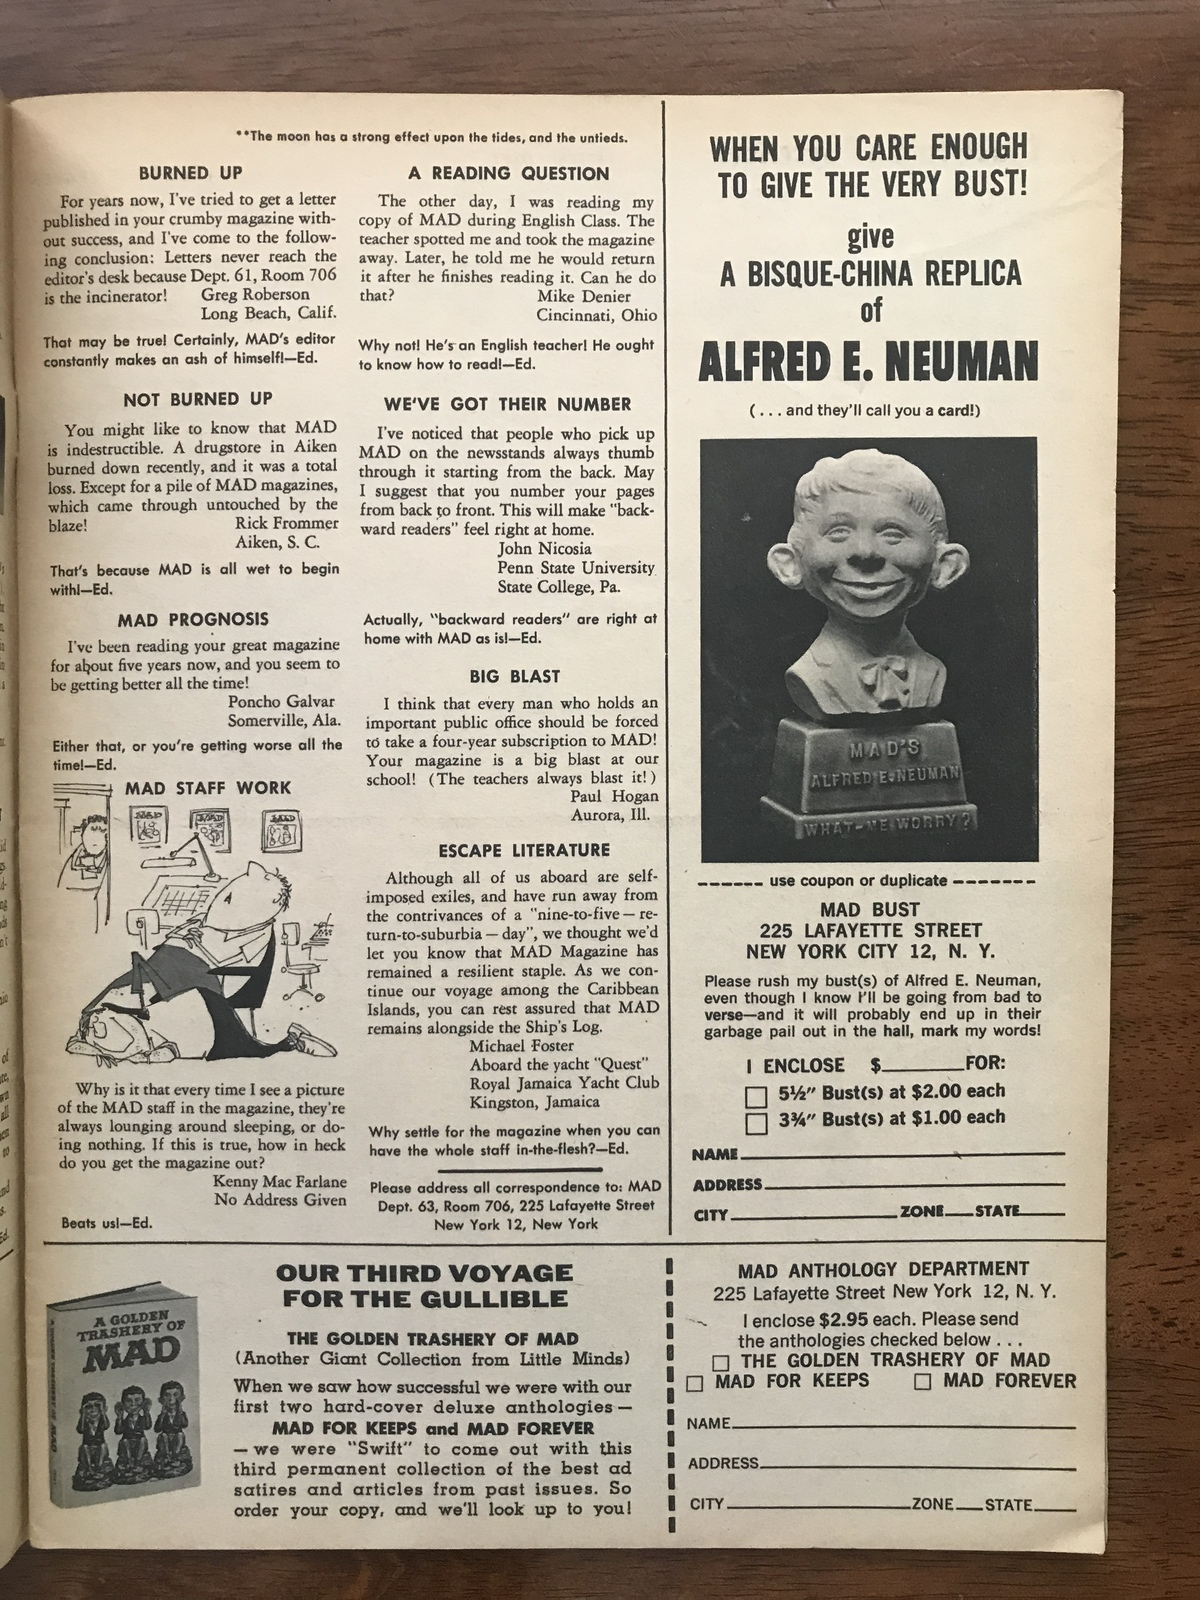 **The moon has a strong effect upon the tides, and the untieds.
BURNED UP
For years now, I've tried to get a letter
published in your crumby magazine with-
out success, and I've come to the follow-
ing conclusion: Letters never reach the
editor's desk because Dept. 61, Room 706
is the incinerator! Greg Roberson
Long Beach, Calif.
That may be true! Certainly, MAD's editor
constantly makes an ash of himself!—Ed.
NOT BURNED UP
You might like to know that MAD
is indestructible. A drugstore in Aiken
burned down recently, and it was a total
loss. Except for a pile of MAD magazines,
which came through untouched by the
blaze! Rick Frommer
Aiken, S. C.
That's because MAD is all wet to begin
with!—Ed.
MAD PROGNOSIS
I've been reading your great magazine
for about five years now, and you seem to
be getting better all the time!
Poncho Galvar
Somerville, Ala.
Either that, or you're getting worse all the
time!—Ed.
MAD STAFF WORK
MAD
MAD
MAD
Why is it that every time I see a picture
of the MAD staff in the magazine, they're
always lounging around sleeping, or do-
ing nothing. If this is true, how in heck
do you get the magazine out?
Kenny Mac Farlane
No Address Given
Beats us!—Ed.
A READING QUESTION
The other day, I was reading my
copy of MAD during English Class. The
teacher spotted me and took the magazine
away. Later, he told me he would return
it after he finishes reading it. Can he do
that? Mike Denier
Cincinnati, Ohio
Why not! He's an English teacher! He ought
to know how to read!—Ed.
WE'VE GOT THEIR NUMBER
I've noticed that people who pick up
MAD on the newsstands always thumb
through it starting from the back. May
I suggest that you number your pages
from back to front. This will make "back-
ward readers" feel right at home.
John Nicosia
Penn State University
State College, Pa.
Actually, "backward readers" are right at
home with MAD as is!—Ed.
BIG BLAST
I think that every man who holds an
important public office should be forced
to take a four-year subscription to MAD!
Your magazine is a big blast at our
school! (The teachers always blast it!)
Paul Hogan
Aurora, Ill.
ESCAPE LITERATURE
Although all of us aboard are self-
imposed exiles, and have run away from
the contrivances of a "nine-to-five—re-
turn-to-suburbia—day", we thought we'd
let you know that MAD Magazine has
remained a resilient staple. As we con-
tinue our voyage among the Caribbean
Islands, you can rest assured that MAD
remains alongside the Ship's Log.
Michael Foster
Aboard the yacht "Quest"
Royal Jamaica Yacht Club
Kingston, Jamaica
Why settle for the magazine when you can
have the whole staff in-the-flesh?—Ed.
Please address all correspondence to: MAD
Dept. 63, Room 706, 225 Lafayette Street
New York 12, New York
WHEN YOU CARE ENOUGH
TO GIVE THE VERY BUST!
give
A BISQUE-CHINA REPLICA
of
ALFRED E. NEUMAN
(...and they'll call you a card!)
MAD'S
ALFRED E. NEUMAN
WHAT-ME WORRY?
------ use coupon or duplicate -------
MAD BUST
225 LAFAYETTE STREET
NEW YORK CITY 12, N. Y.
Please rush my bust(s) of Alfred E. Neuman,
even though I know I'll be going from bad to
verse—and it will probably end up in their
garbage pail out in the hall, mark my words!
I ENCLOSE $______FOR:
5½" Bust(s) at $2.00 each
3¾" Bust(s) at $1.00 each
NAME
ADDRESS
CITY ZONE STATE
A GOLDEN
TRASHERY OF
MAD
OUR THIRD VOYAGE
FOR THE GULLIBLE
THE GOLDEN TRASHERY OF MAD
(Another Giant Collection from Little Minds)
When we saw how successful we were with our
first two hard-cover deluxe anthologies—
MAD FOR KEEPS and MAD FOREVER
—we were "Swift" to come out with this
third permanent collection of the best ad
satires and articles from past issues. So
order your copy, and we'll look up to you!
MAD ANTHOLOGY DEPARTMENT
225 Lafayette Street New York 12, N. Y.
I enclose $2.95 each. Please send
the anthologies checked below...
THE GOLDEN TRASHERY OF MAD
MAD FOR KEEPS MAD FOREVER
NAME
ADDRESS
CITY ZONE STATE